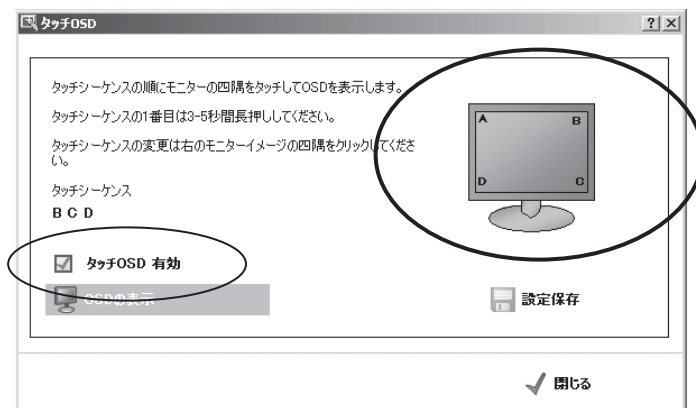 タッチOSD
タッチシーケンスの順にモニターの四隅をタッチしてOSDを表示します。
タッチシーケンスの1番目は3-5秒間長押ししてください。
タッチシーケンスの変更は右のモニターイメージの四隅をクリックしてくださ
い。
タッチシーケンス
B C D
A B
D C
タッチOSD 有効
OSDの表示
設定保存
閉じる